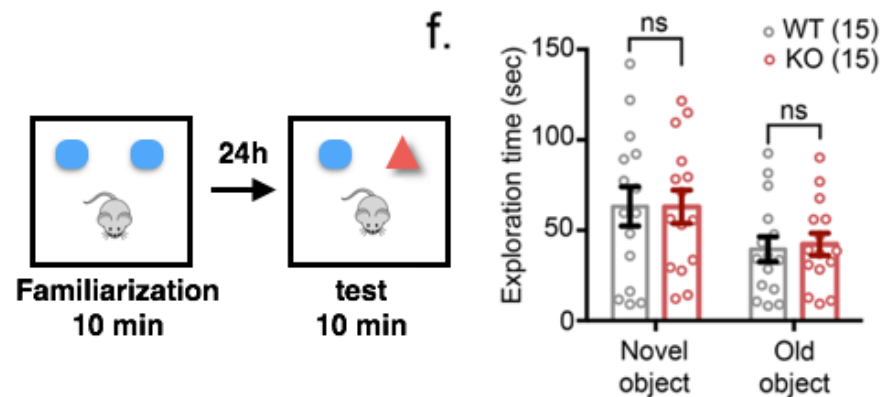 f.
24h
Familiarization
10 min
test
10 min
Exploration time (sec)
150
100
50
0
ns
ns
WT (15)
KO (15)
Novel
object
Old
object